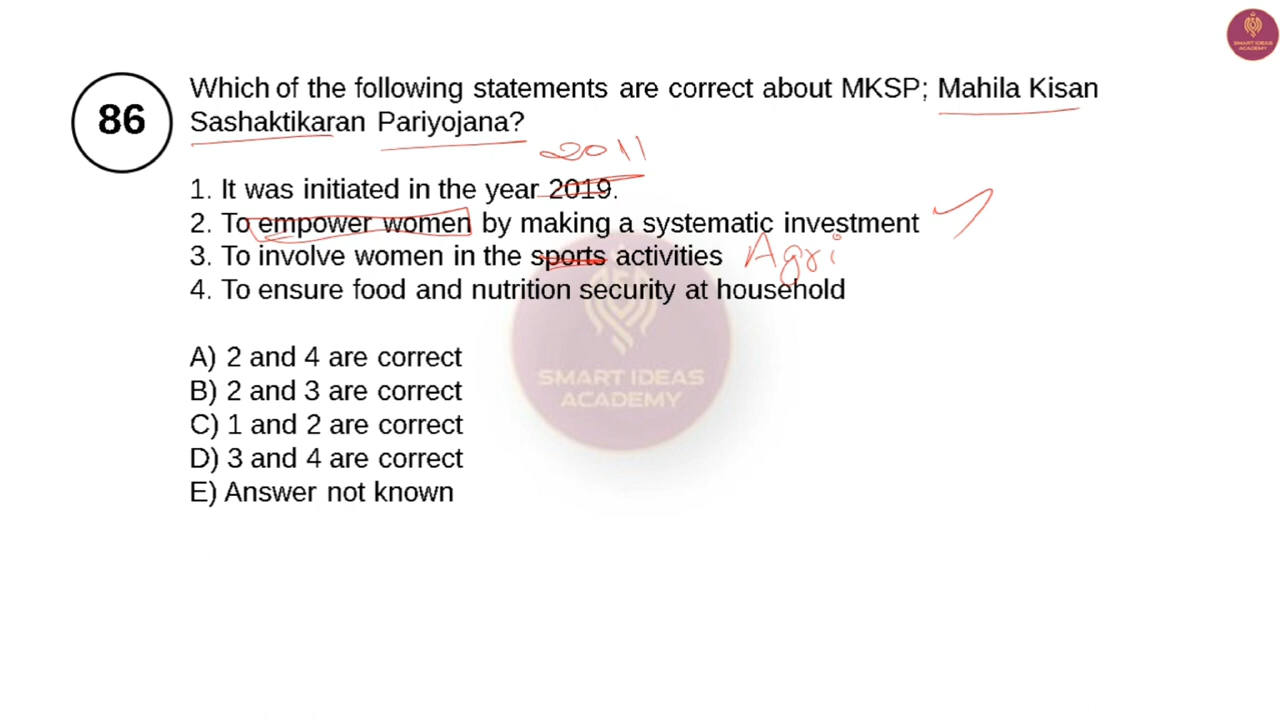 SMART IDEAS
ACADEMY
86
Which of the following statements are correct about MKSP; Mahila Kisan
Sashaktikaran Pariyojana?
2011
1. It was initiated in the year 2019.
2. To empower women by making a systematic investment
3. To involve women in the sports activities Agri
4. To ensure food and nutrition security at household
A) 2 and 4 are correct
SMART IDEAS
B) 2 and 3 are correct
ACADEMY
C) 1 and 2 are correct
D) 3 and 4 are correct
E) Answer not known